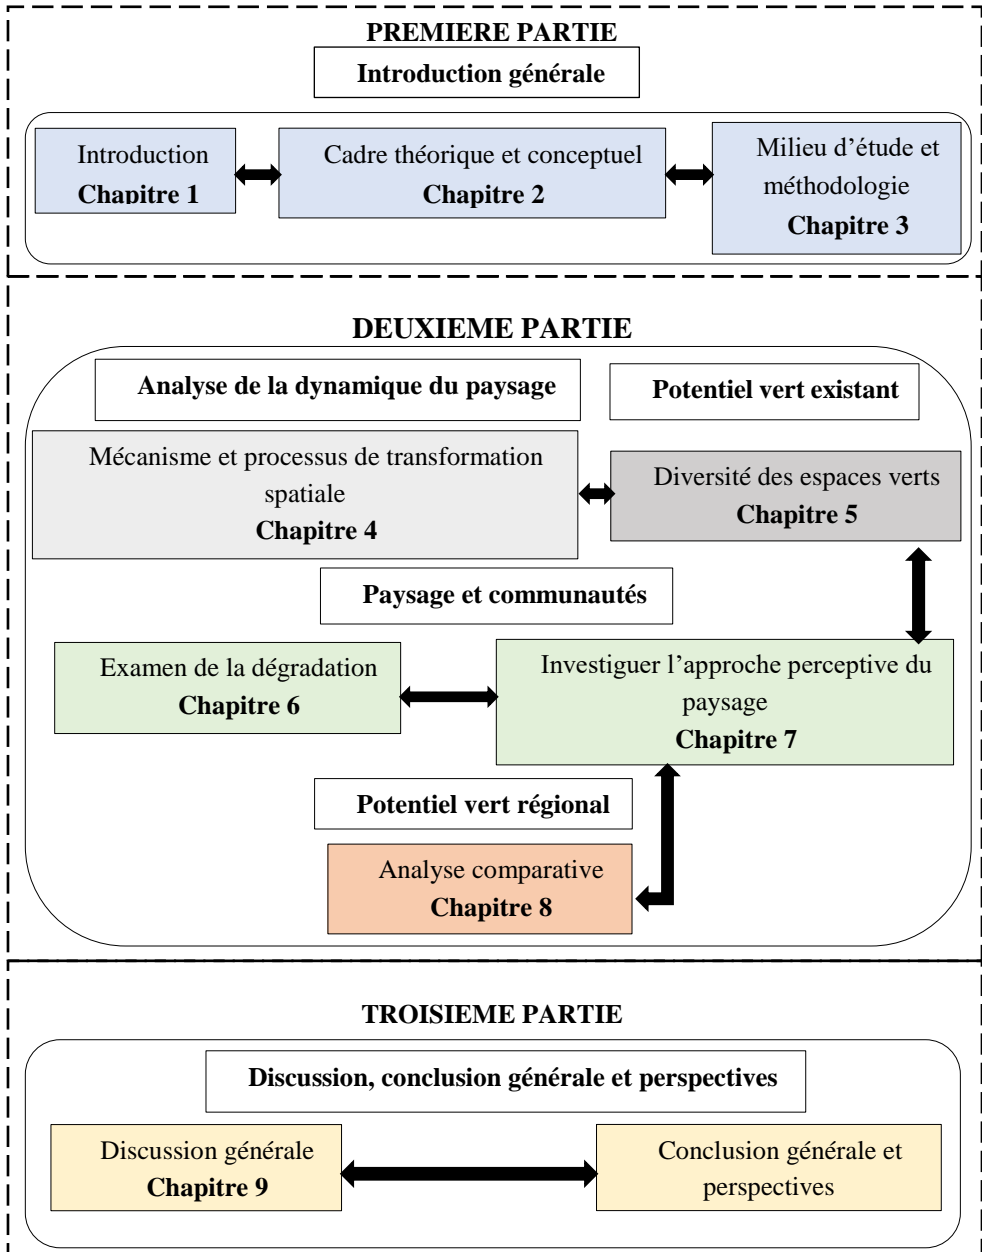 PREMIERE PARTIE
Introduction générale
Introduction
Chapitre 1
Cadre théorique et conceptuel
Chapitre 2
Milieu d’étude et
méthodologie
Chapitre 3
DEUXIEME PARTIE
Analyse de la dynamique du paysage
Potentiel vert existant
Mécanisme et processus de transformation
spatiale
Chapitre 4
Diversité des espaces verts
Chapitre 5
Paysage et communautés
Examen de la dégradation
Chapitre 6
Investiguer l’approche perceptive du
paysage
Chapitre 7
Potentiel vert régional
Analyse comparative
Chapitre 8
TROISIEME PARTIE
Discussion, conclusion générale et perspectives
Discussion générale
Chapitre 9
Conclusion générale et
perspectives